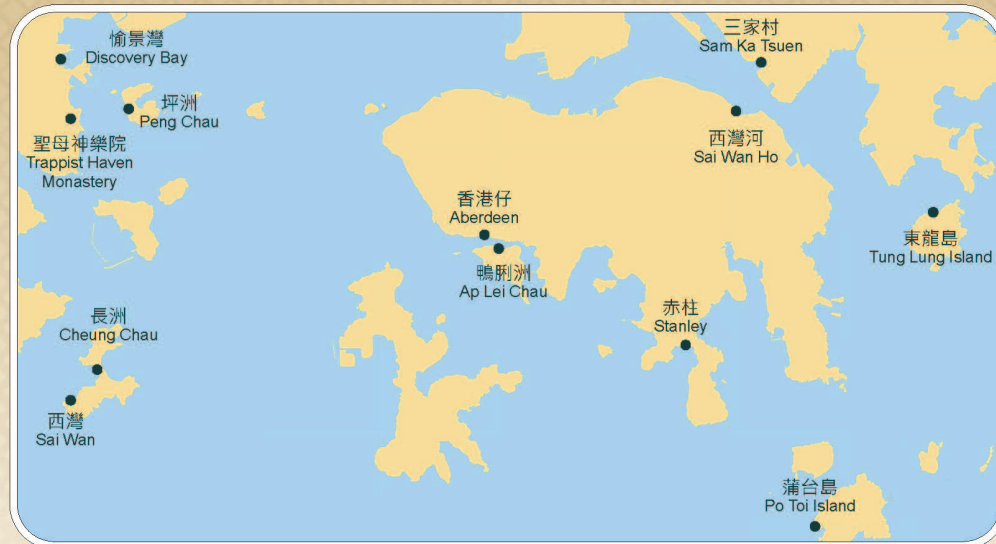 愉景灣
Discovery Bay
坪洲
Peng Chau
聖母神樂院
Trappist Haven
Monastery
三家村
Sam Ka Tsuen
西灣河
Sai Wan Ho
香港仔
Aberdeen
鴨脷洲
Ap Lei Chau
東龍島
Tung Lung Island
赤柱
Stanley
長洲
Cheung Chau
西灣
Sai Wan
蒲台島
Po Toi Island